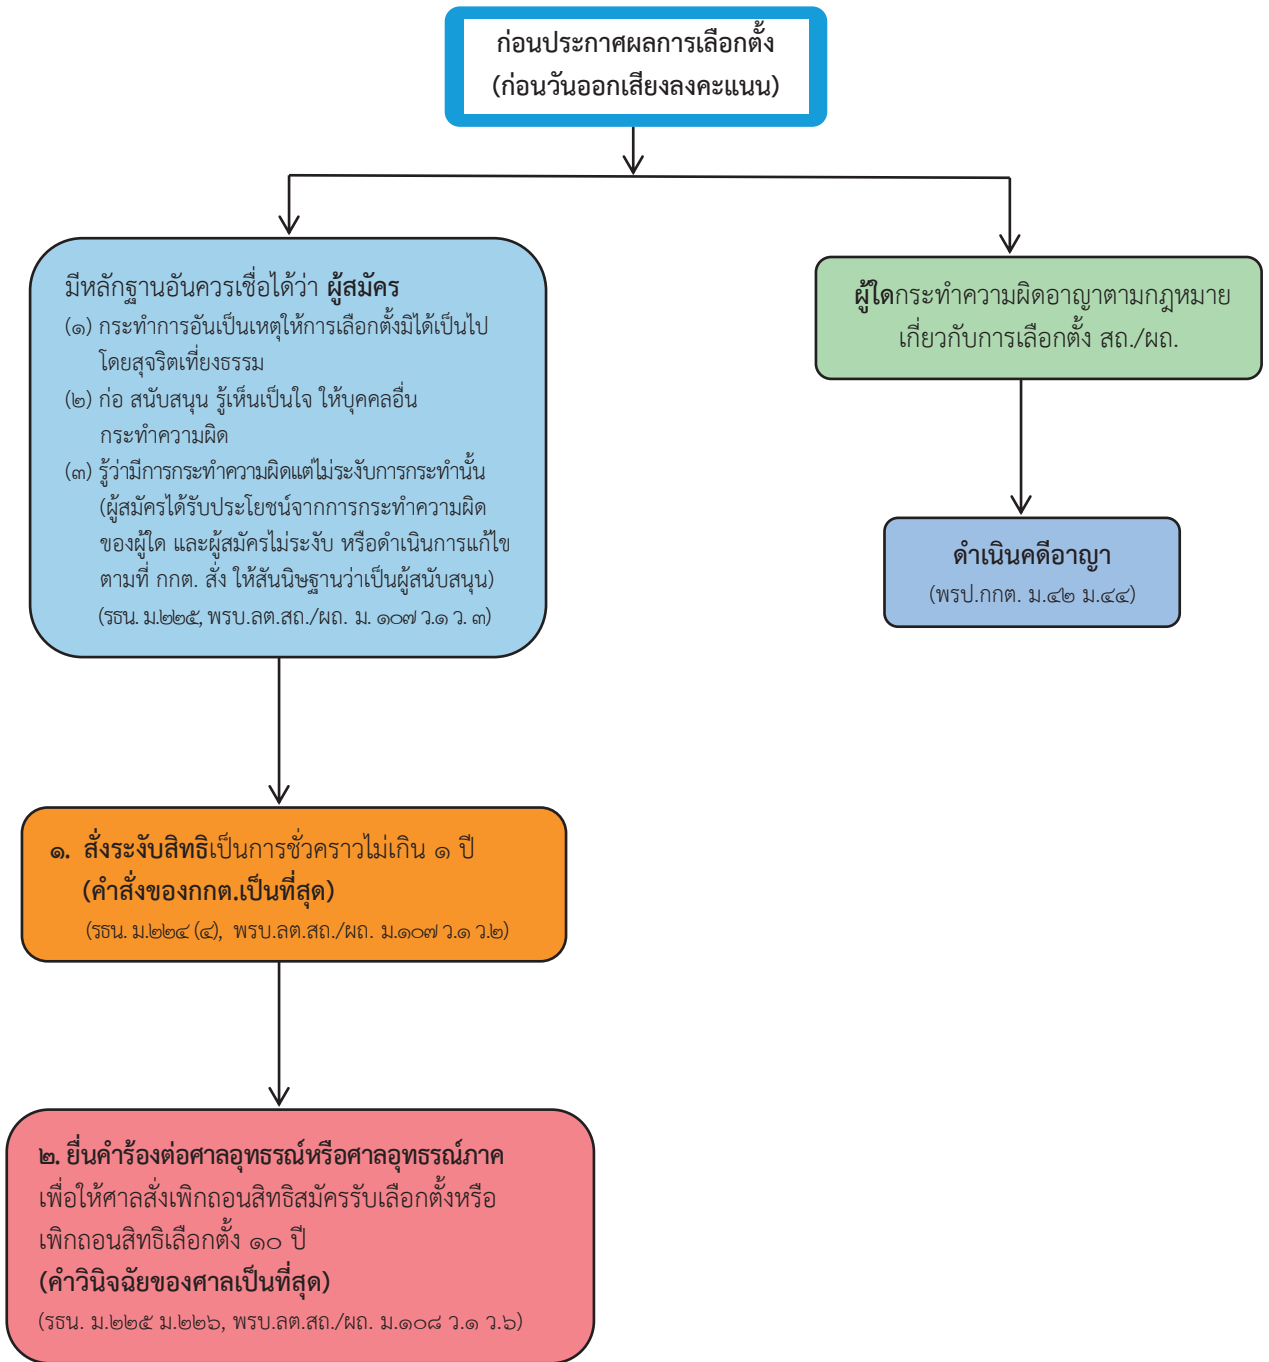 ก่อนประกาศผลการเลือกตั้ง
(ก่อนวันออกเสียงลงคะแนน)
มีหลักฐานอันควรเชื่อได้ว่า ผู้สมัคร
(๑) กระทำการอันเป็นเหตุให้การเลือกตั้งมิได้เป็นไป
โดยสุจริตเที่ยงธรรม
(๒) ก่อ สนับสนุน รู้เห็นเป็นใจ ให้บุคคลอื่น
กระทำความผิด
(๓) รู้ว่ามีการกระทำความผิดแต่ไม่ระงับการกระทำนั้น
(ผู้สมัครได้รับประโยชน์จากการกระทำความผิด
ของผู้ใด และผู้สมัครไม่ระงับ หรือดำเนินการแก้ไข
ตามที่ กกต. สั่ง ให้สันนิษฐานว่าเป็นผู้สนับสนุน)
(รธน. ม.๒๒๕, พรบ.ลต.สถ./ผถ. ม. ๑๐๗ ว.๑ ว. ๓)
ผู้ใดกระทำความผิดอาญาตามกฎหมาย
เกี่ยวกับการเลือกตั้ง สถ./ผถ.
ดำเนินคดีอาญา
(พรป.กกต. ม.๔๒ ม.๔๔)
๑. สั่งระงับสิทธิเป็นการชั่วคราวไม่เกิน ๑ ปี
(คำสั่งของกกต.เป็นที่สุด)
(รธน. ม.๒๒๔ (๔), พรบ.ลต.สถ./ผถ. ม.๑๐๗ ว.๑ ว.๒)
๒. ยื่นคำร้องต่อศาลอุทธรณ์หรือศาลอุทธรณ์ภาค
เพื่อให้ศาลสั่งเพิกถอนสิทธิสมัครรับเลือกตั้งหรือ
เพิกถอนสิทธิเลือกตั้ง ๑๐ ปี
(คำวินิจฉัยของศาลเป็นที่สุด)
(รธน. ม.๒๒๕ ม.๒๒๖, พรบ.ลต.สถ./ผถ. ม.๑๐๘ ว.๑ ว.๖)